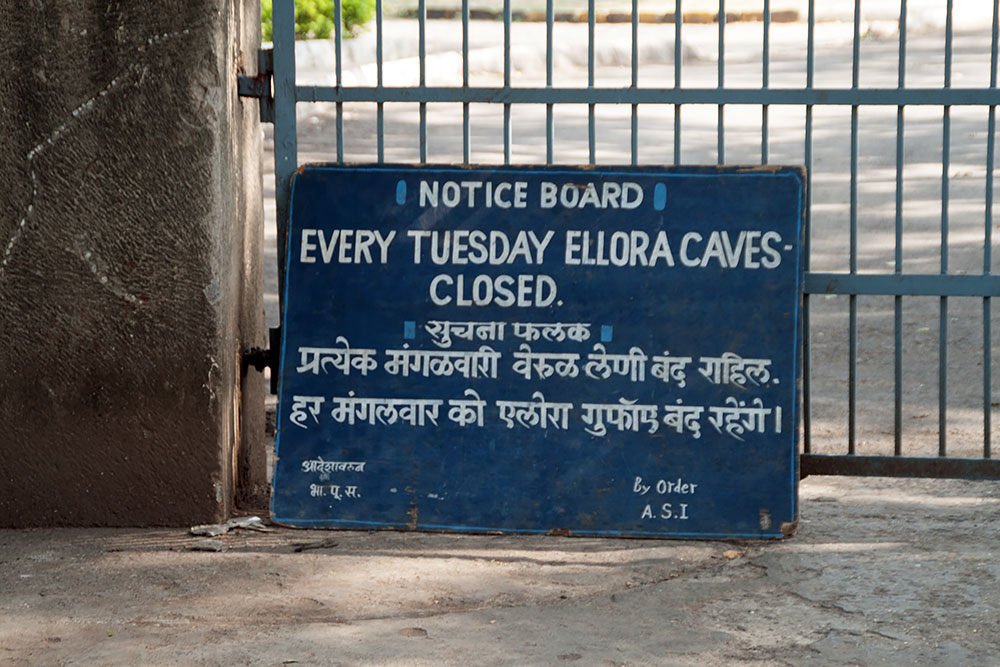 NOTICE BOARD
EVERY TUESDAY ELLORA CAVES-
CLOSED.
सुचना फलक
प्रत्येक मंगळवारी वेरुळ लेणी बंद राहिल.
हर मंगलवार को एलोरा गुफॉए बंद रहेंगे।
आदेशावरुन
भा. पू. स.
By Order
A. S. I